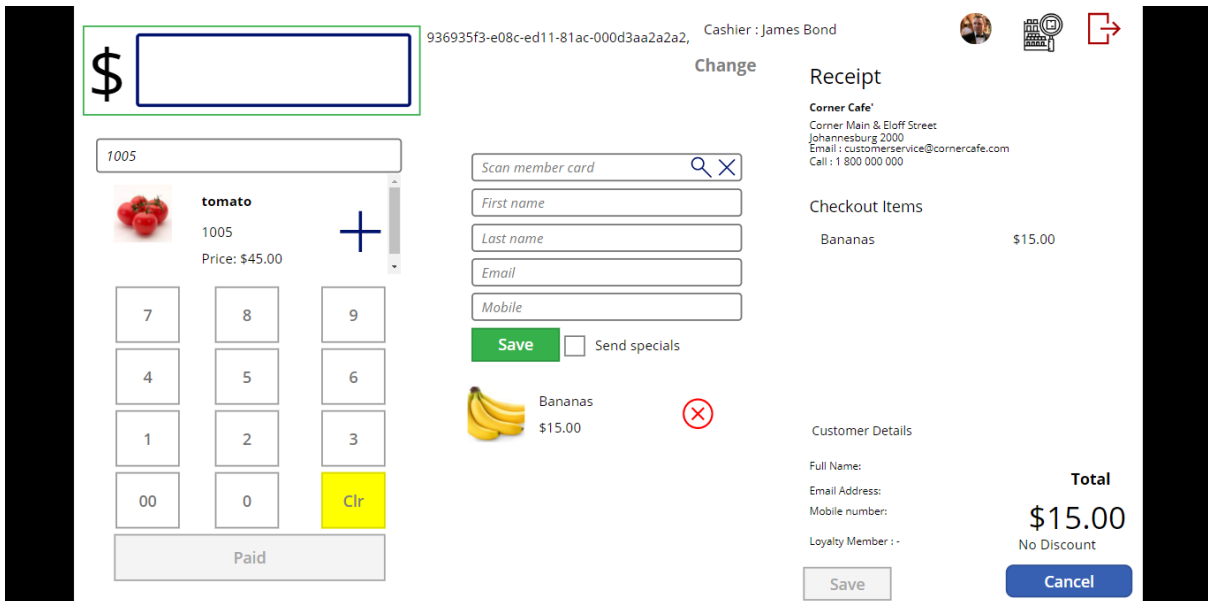 $
936935f3-e08c-ed11-81ac-000d3aa2a2a2,
Cashier : James Bond
Change
1005
tomato
1005
Price: $45.00
7 8 9
4 5 6
1 2 3
00 0 Clr
Paid
Scan member card
First name
Last name
Email
Mobile
Save Send specials
Bananas
$15.00
Receipt
Corner Cafe'
Corner Main & Eloff Street
Johannesburg 2000
Email : customerservice@cornercafe.com
Call : 1 800 000 000
Checkout Items
Bananas $15.00
Customer Details
Full Name:
Email Address:
Mobile number:
Loyalty Member : -
Total
$15.00
No Discount
Save
Cancel